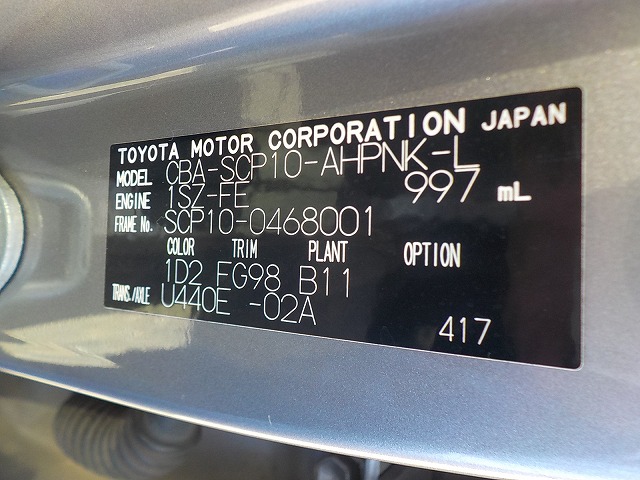 TOYOTA MOTOR CORPORATION JAPAN
MODEL CBA-SCP10-AHPNK-L
ENGINE 1SZ-FE 997 mL
FRAME No. SCP10-0468001
COLOR TRIM PLANT OPTION
1D2 FG98 B11
TRANS./AXLE U440E -02A
417